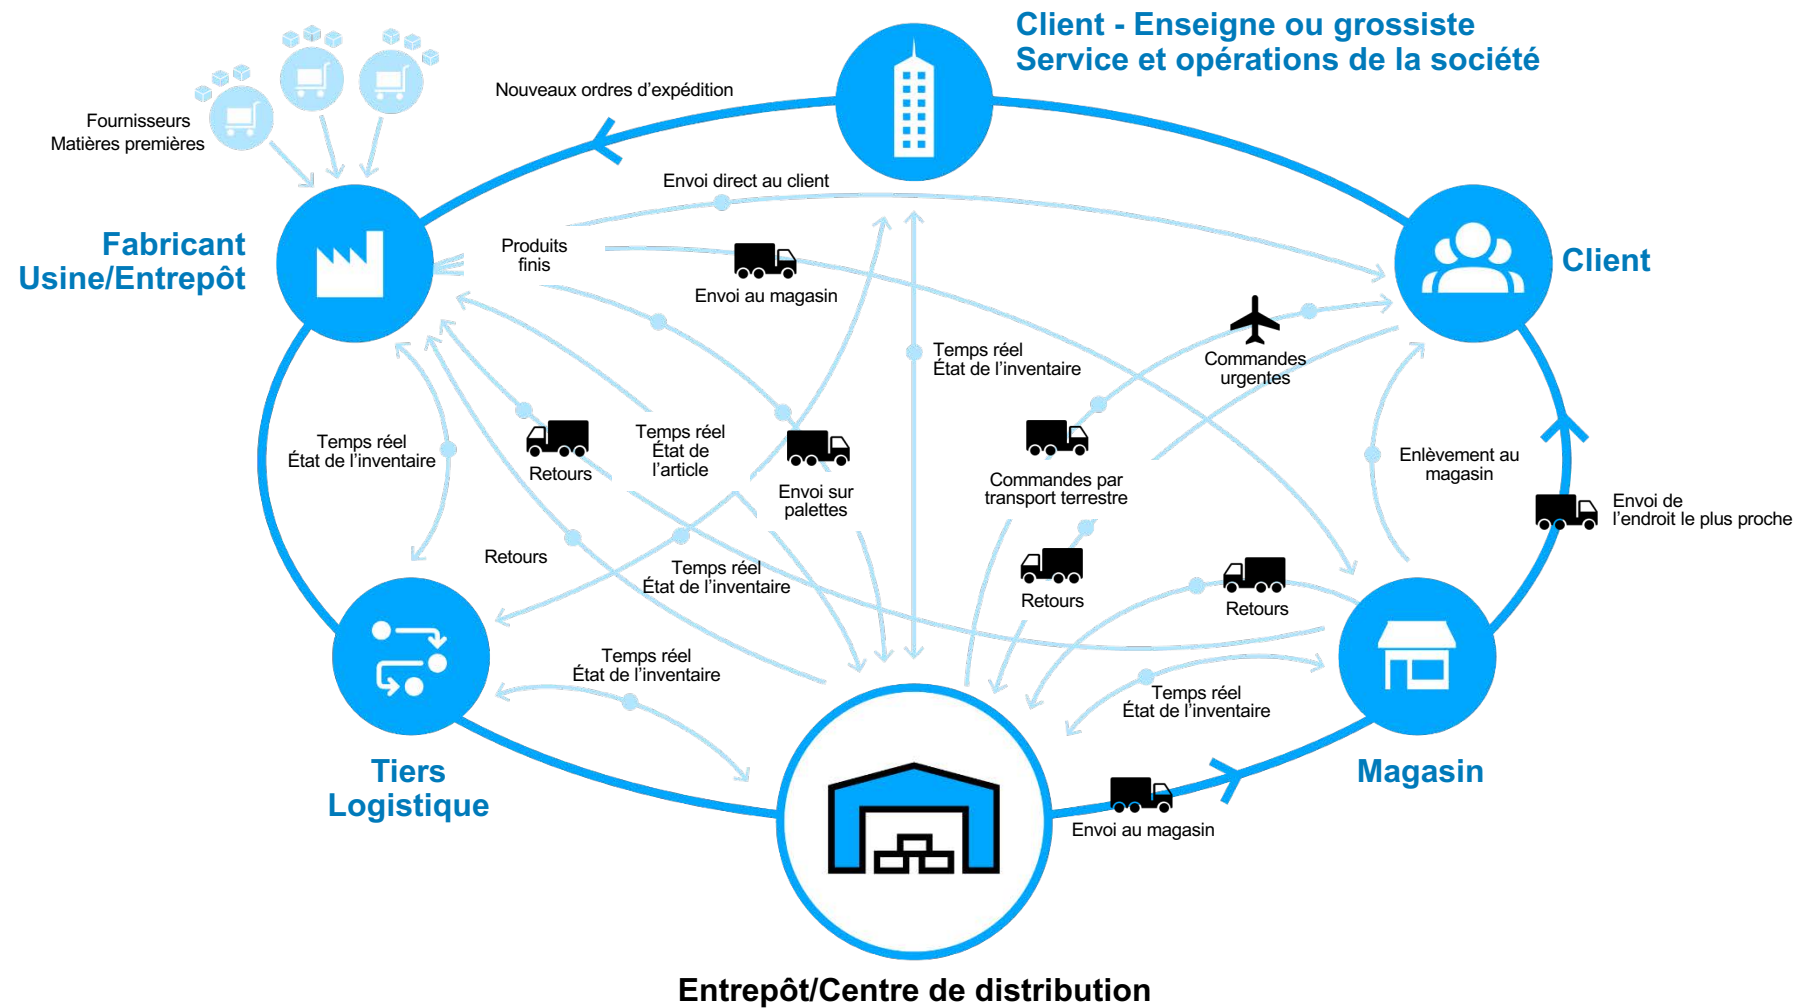 Client - Enseigne ou grossiste
Service et opérations de la société
Nouveaux ordres d’expédition
Fournisseurs
Matières premières
Envoi direct au client
Fabricant
Usine/Entrepôt
Produits
finis
Envoi au magasin
Client
Temps réel
État de l’inventaire
Commandes
urgentes
Temps réel
État de l’inventaire
Retours
Temps réel
État de
l’article
Envoi sur
palettes
Commandes par
transport terrestre
Enlèvement au
magasin
Envoi de
l’endroit le plus proche
Retours
Temps réel
État de l’inventaire
Retours
Retours
Temps réel
État de l’inventaire
Temps réel
État de l’inventaire
Tiers
Logistique
Magasin
Envoi au magasin
Entrepôt/Centre de distribution